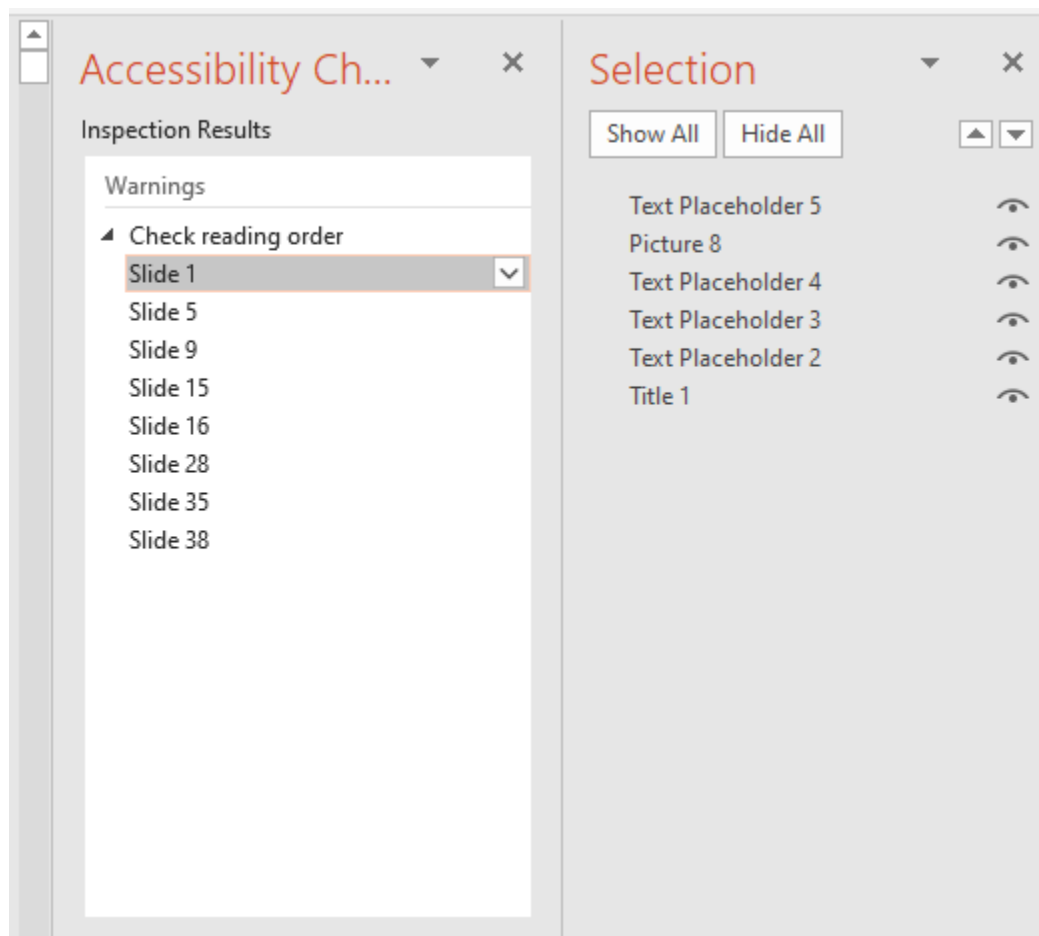 Accessibility Ch...
Inspection Results
Warnings
Check reading order
Slide 1
Slide 5
Slide 9
Slide 15
Slide 16
Slide 28
Slide 35
Slide 38
Selection
Show All
Hide All
Text Placeholder 5
Picture 8
Text Placeholder 4
Text Placeholder 3
Text Placeholder 2
Title 1